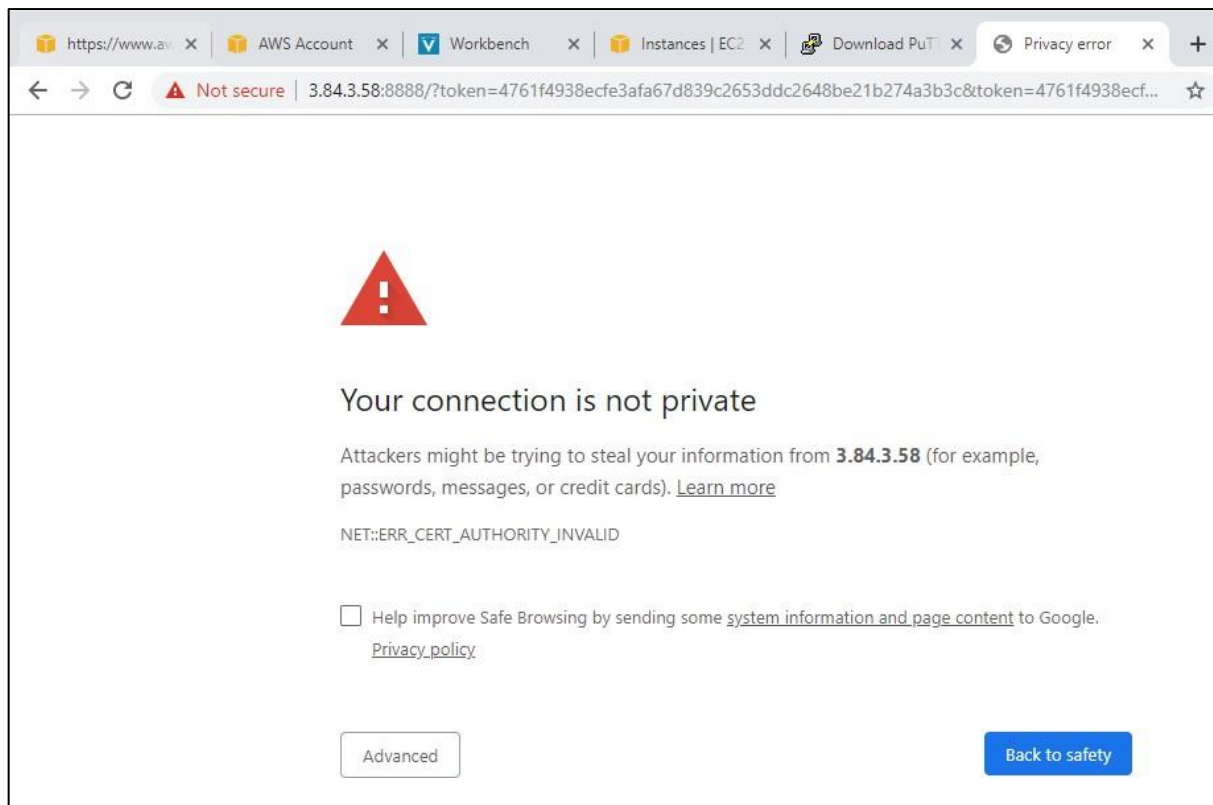 https://www.aw
AWS Account
Workbench
Instances | EC2
Download PuT
Privacy error
Not secure | 3.84.3.58:8888/?token=4761f4938ecfe3afa67d839c2653ddc2648be21b274a3b3c&token=4761f4938ecf...
Your connection is not private
Attackers might be trying to steal your information from 3.84.3.58 (for example,
passwords, messages, or credit cards). Learn more
NET::ERR_CERT_AUTHORITY_INVALID
Help improve Safe Browsing by sending some system information and page content to Google.
Privacy policy
Advanced
Back to safety